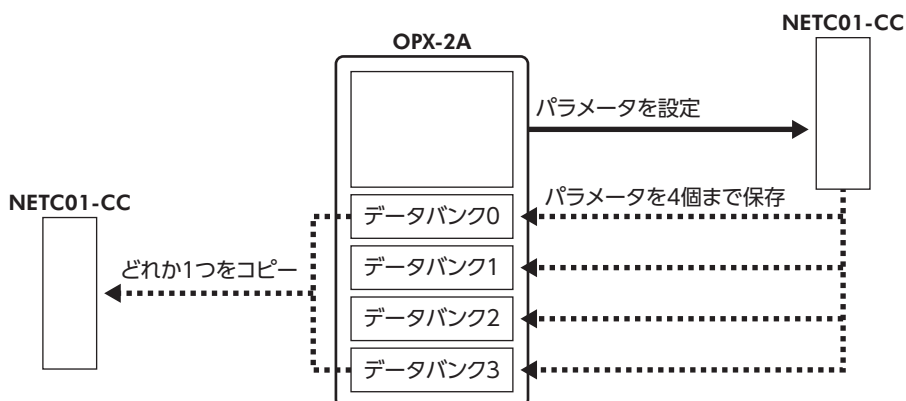 NETC01-CC
OPX-2A
パラメータを設定
NETC01-CC
データバンク0
パラメータを4個まで保存
どれか1つをコピー
データバンク1
データバンク2
データバンク3